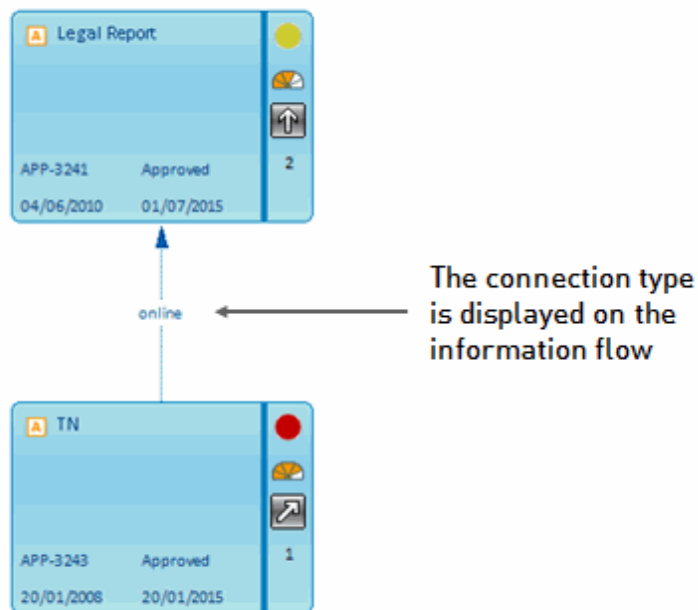 A Legal Report
APP-3241 Approved 2
04/06/2010 01/07/2015
online
The connection type
is displayed on the
information flow
A TN
APP-3243 Approved 1
20/01/2008 20/01/2015